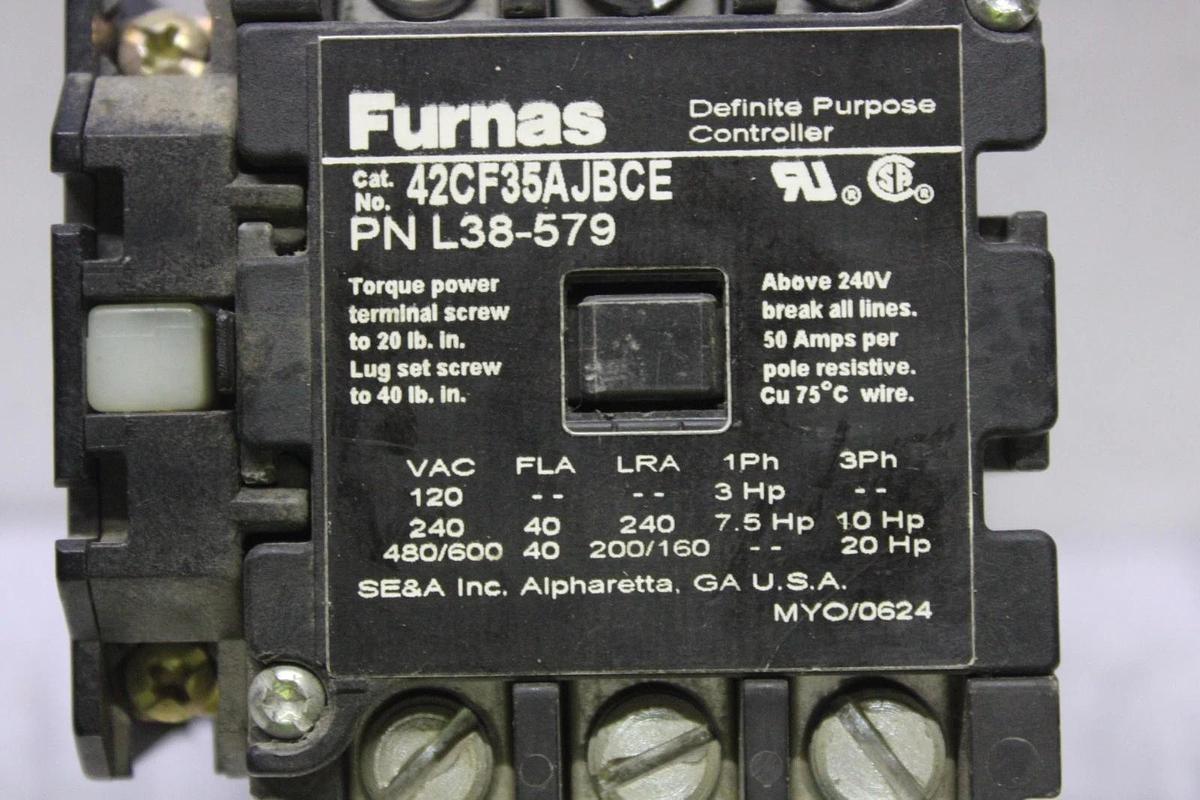 Furnas
Definite Purpose
Controller
Cat.
No. 42CF35AJBCE
PN L38-579
Torque power
terminal screw
to 20 lb. in.
Lug set screw
to 40 lb. in.
Above 240V
break all lines.
50 Amps per
pole resistive.
Cu 75°C wire.
VAC FLA LRA 1Ph 3Ph
120 -- -- 3 Hp --
240 40 240 7.5 Hp 10 Hp
480/600 40 200/160 -- 20 Hp
SE&A Inc. Alpharetta, GA U.S.A.
MYO/0624